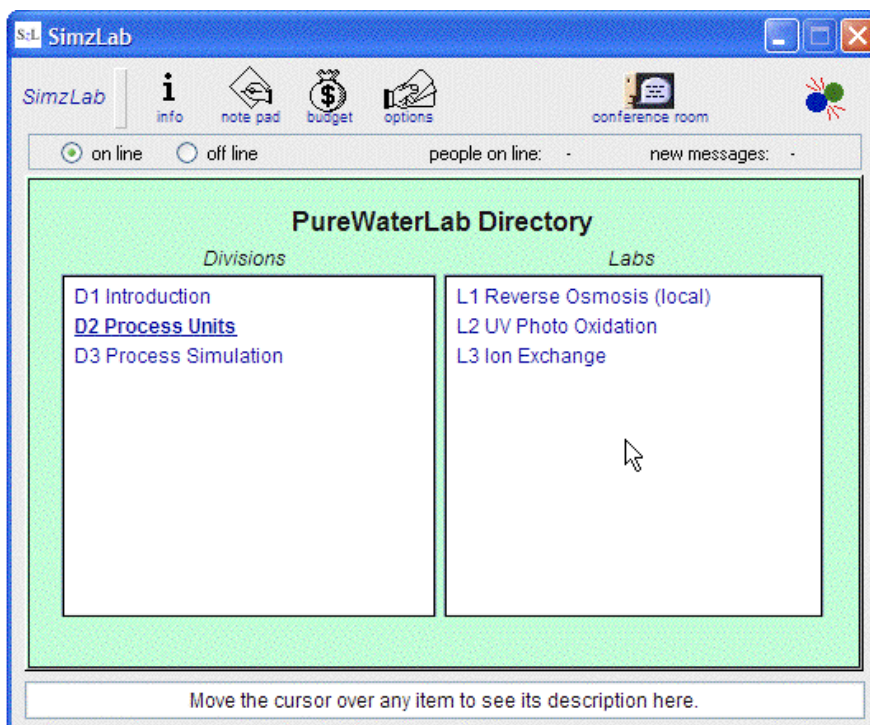 SzL SimzLab
SimzLab
info
note pad
budget
options
conference room
on line off line people on line: - new messages: -
PureWaterLab Directory
Divisions
Labs
D1 Introduction
D2 Process Units
D3 Process Simulation
L1 Reverse Osmosis (local)
L2 UV Photo Oxidation
L3 Ion Exchange
Move the cursor over any item to see its description here.